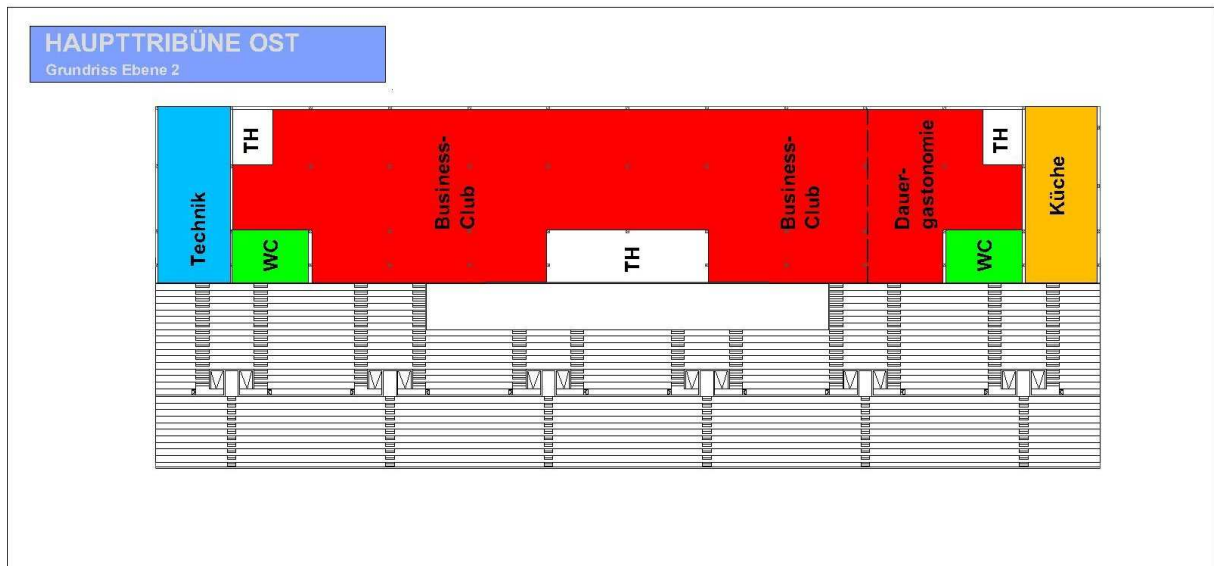 HAUPTTRIBÜNE OST
Grundriss Ebene 2
Technik
TH
WC
Business-
Club
TH
Business-
Club
Dauer-
gastonomie
TH
WC
Küche